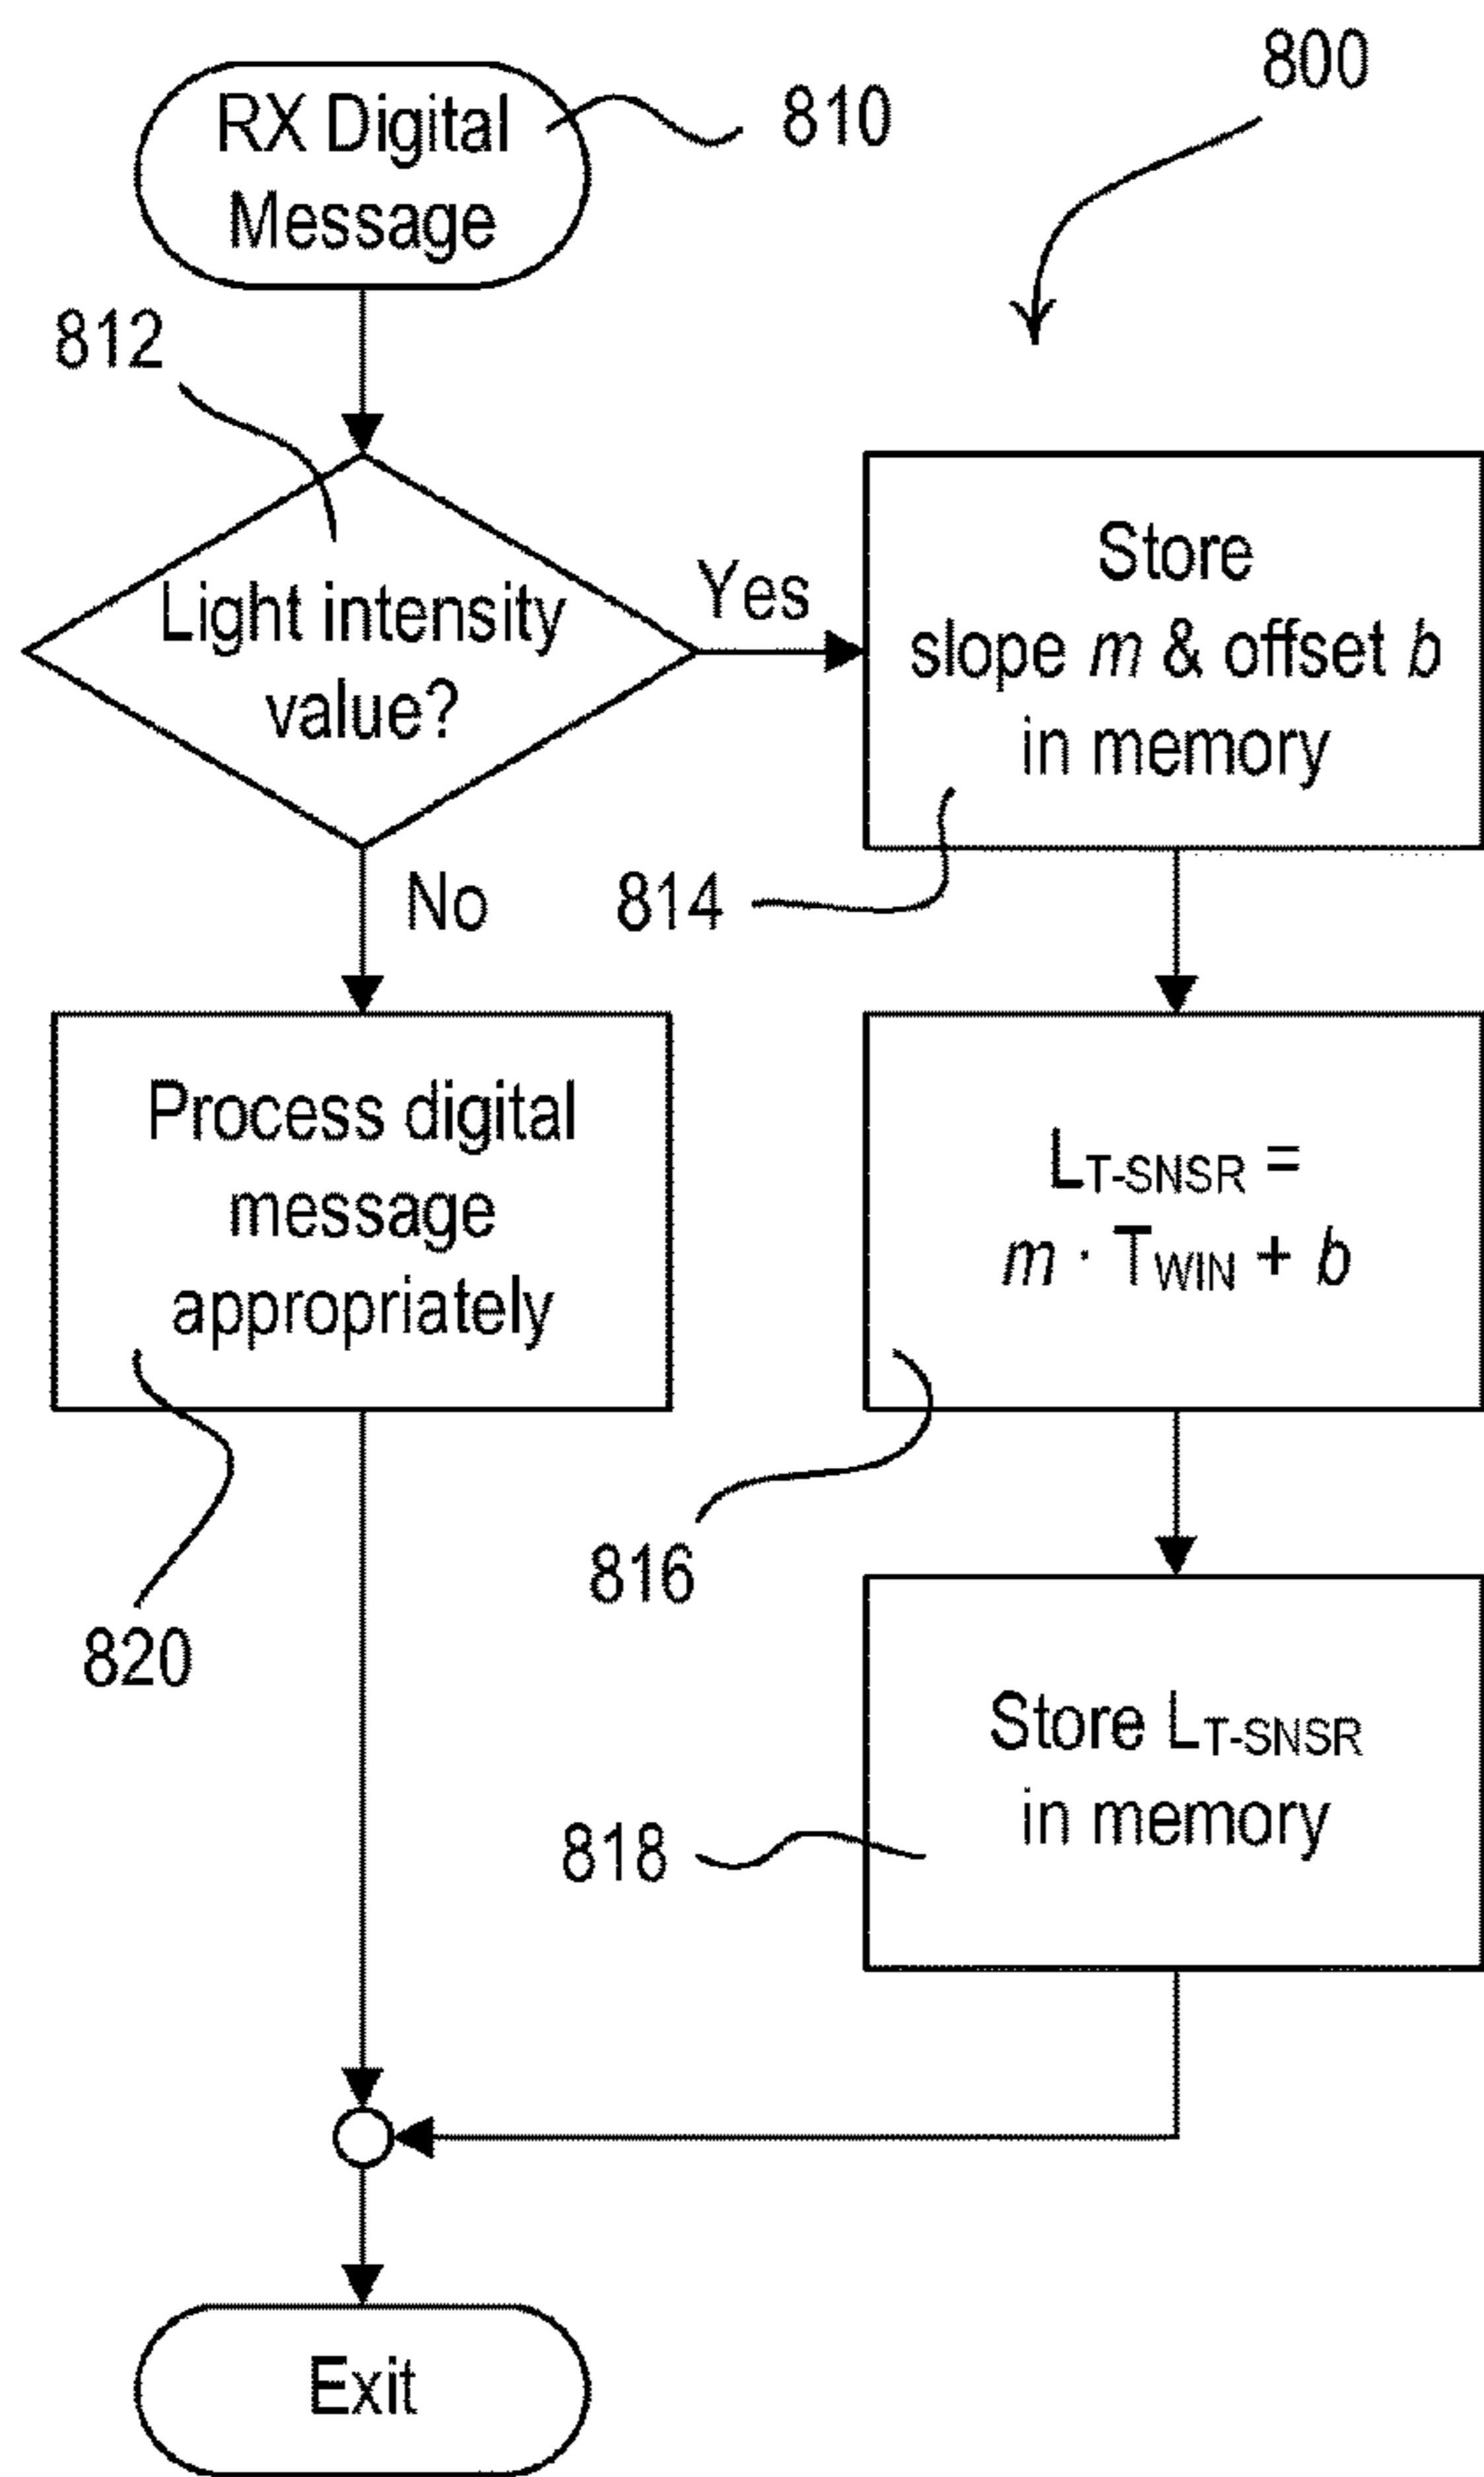 800
RX Digital
Message
810
812
Light intensity
value?
Yes
No
Store
slope m & offset b
in memory
814
Process digital
message
appropriately
820
LT-SNSR =
m · TWIN + b
816
Store LT-SNSR
in memory
818
Exit